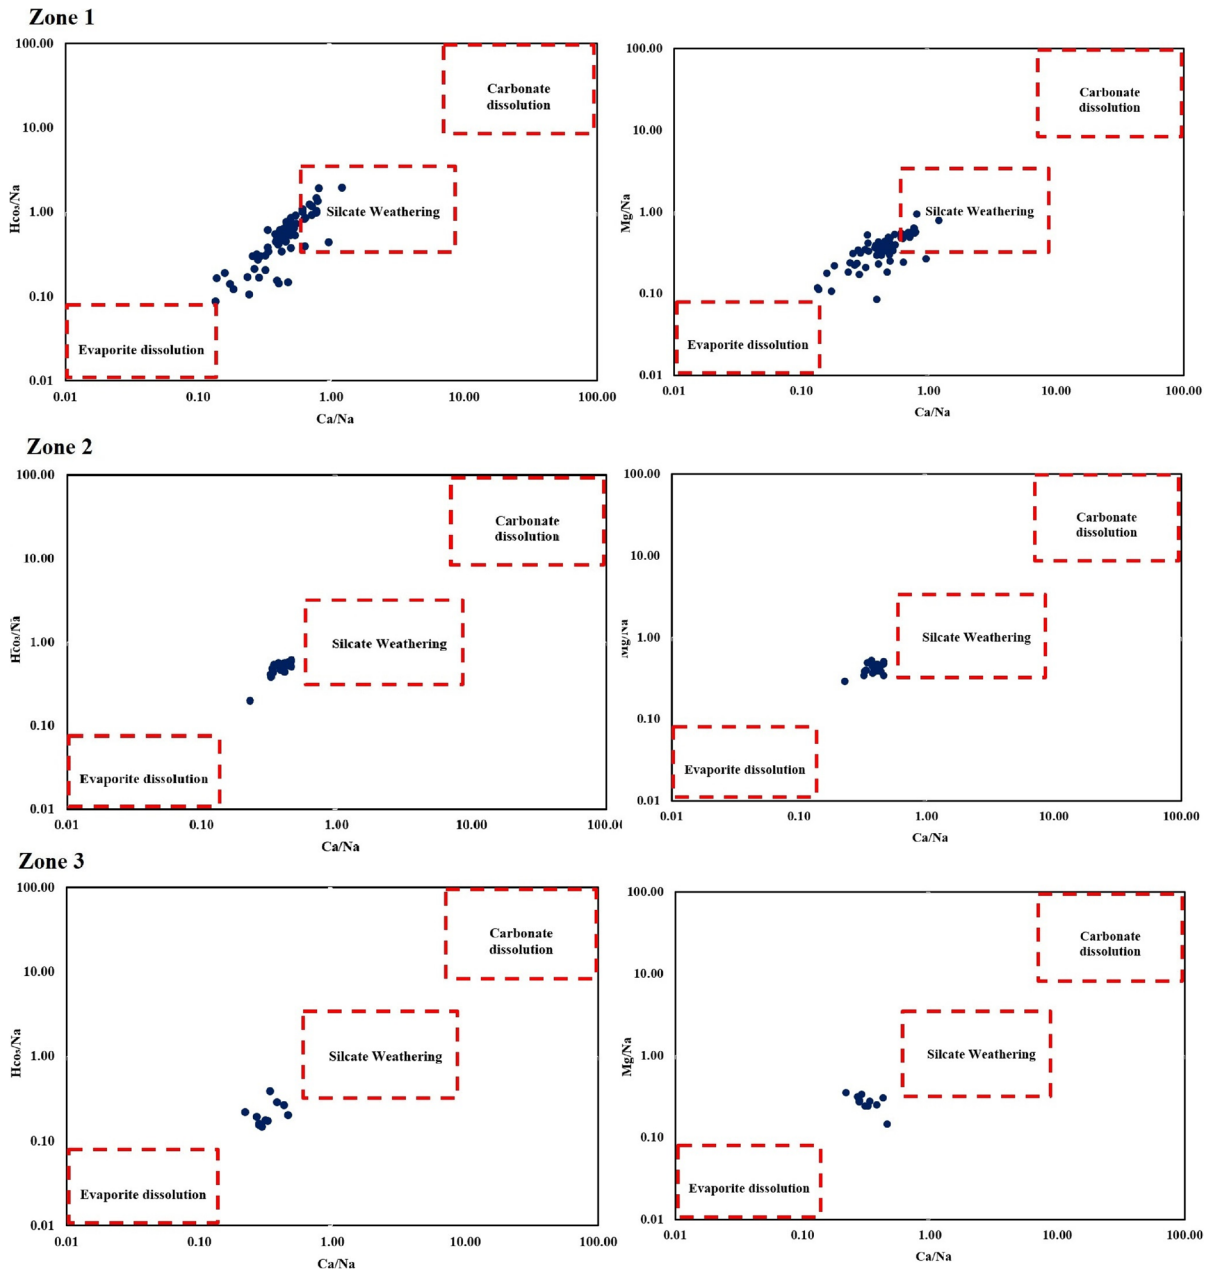 Zone 1
100.00
10.00
1.00
0.10
0.01
Hco₃/Na
Carbonate
dissolution
Silcate Weathering
Evaporite dissolution
0.01
0.10
1.00
10.00
100.00
Ca/Na
100.00
10.00
1.00
0.10
0.01
Mg/Na
Carbonate
dissolution
Silcate Weathering
Evaporite dissolution
0.01
0.10
1.00
10.00
100.00
Ca/Na
Zone 2
100.00
10.00
1.00
0.10
0.01
Hco₃/Na
Carbonate
dissolution
Silcate Weathering
Evaporite dissolution
0.01
0.10
1.00
10.00
100.00
Ca/Na
100.00
10.00
1.00
0.10
0.01
Mg/Na
Carbonate
dissolution
Silcate Weathering
Evaporite dissolution
0.01
0.10
1.00
10.00
100.00
Ca/Na
Zone 3
100.00
10.00
1.00
0.10
0.01
Hco₃/Na
Carbonate
dissolution
Silcate Weathering
Evaporite dissolution
0.01
0.10
1.00
10.00
100.00
Ca/Na
100.00
10.00
1.00
0.10
0.01
Mg/Na
Carbonate
dissolution
Silcate Weathering
Evaporite dissolution
0.01
0.10
1.00
10.00
100.00
Ca/Na